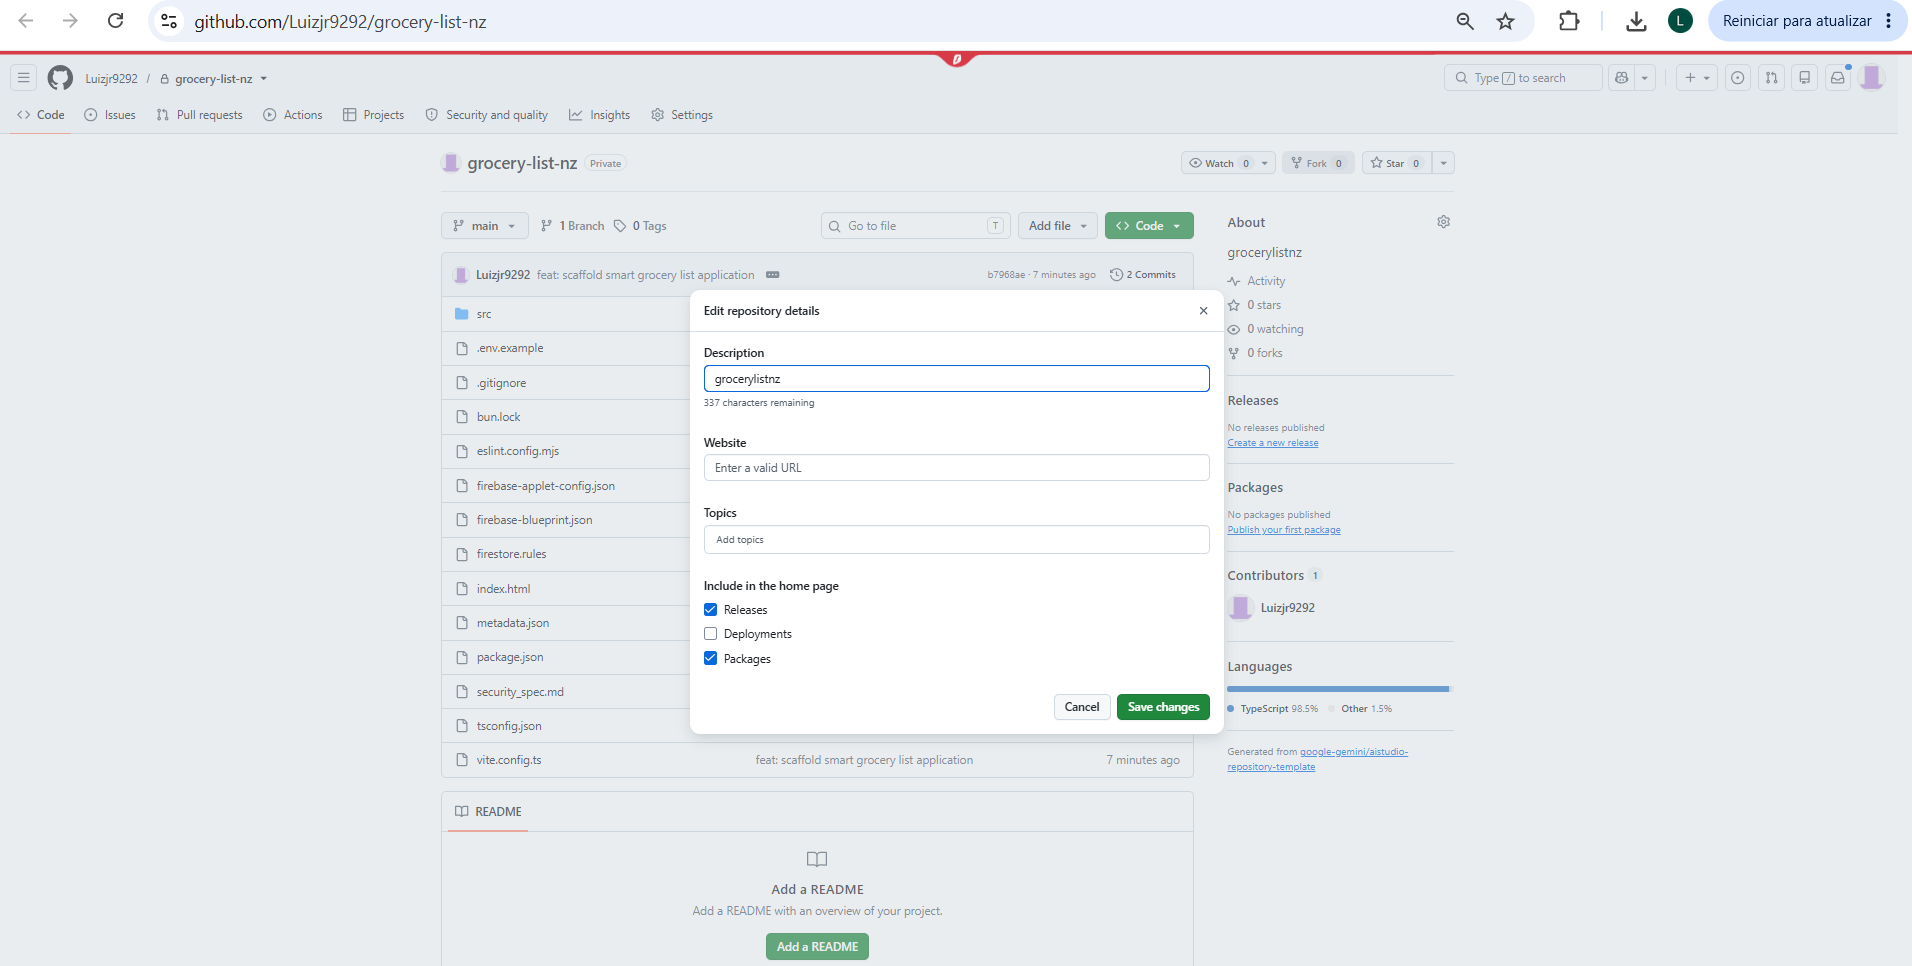 github.com/Luizjr9292/grocery-list-nz
L
Reiniciar para atualizar
Luizjr9292 / grocery-list-nz
Type / to search
Code Issues Pull requests Actions Projects Security and quality Insights Settings
grocery-list-nz Private
Watch 0 Fork 0 Star 0
main 1 Branch 0 Tags
Go to file T
Add file Code
Luizjr9292 feat: scaffold smart grocery list application
b7968ae · 7 minutes ago 2 Commits
src
.env.example
.gitignore
bun.lock
eslint.config.mjs
firebase-applet-config.json
firebase-blueprint.json
firestore.rules
index.html
metadata.json
package.json
security_spec.md
tsconfig.json
vite.config.ts feat: scaffold smart grocery list application 7 minutes ago
README
Add a README
Add a README with an overview of your project.
Add a README
Edit repository details
Description
grocerylistnz
337 characters remaining
Website
Enter a valid URL
Topics
Add topics
Include in the home page
Releases
Deployments
Packages
Cancel Save changes
About
grocerylistnz
Activity
0 stars
0 watching
0 forks
Releases
No releases published
Create a new release
Packages
No packages published
Publish your first package
Contributors 1
Luizjr9292
Languages
TypeScript 98.5% Other 1.5%
Generated from google-gemini/aistudio-
repository-template